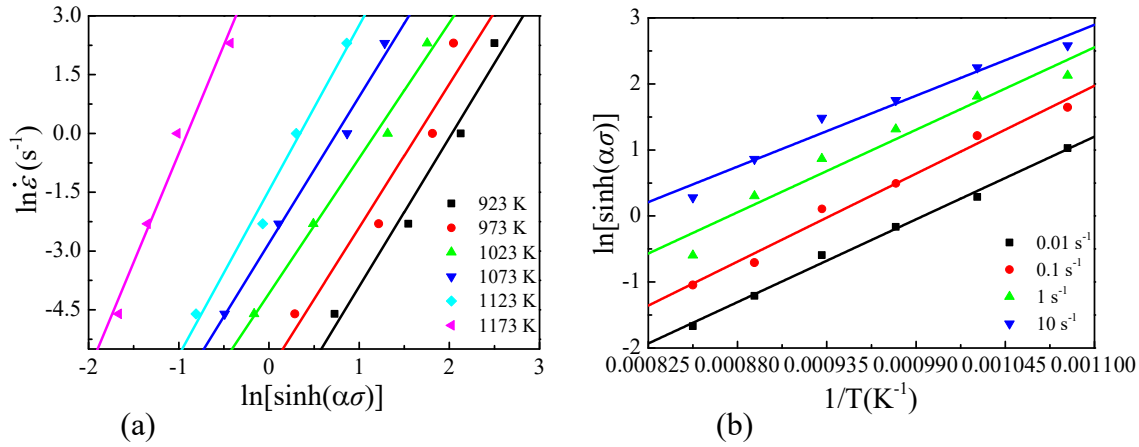 3.0
1.5
0.0
-1.5
-3.0
-4.5
lnε̇ (s⁻¹)
-2 -1 0 1 2 3
ln[sinh(ασ)]
923 K
973 K
1023 K
1073 K
1123 K
1173 K
(a)
3
2
1
0
-1
-2
ln[sinh(ασ)]
0.000825 0.000880 0.000935 0.000990 0.001045 0.001100
1/T(K⁻¹)
0.01 s⁻¹
0.1 s⁻¹
1 s⁻¹
10 s⁻¹
(b)